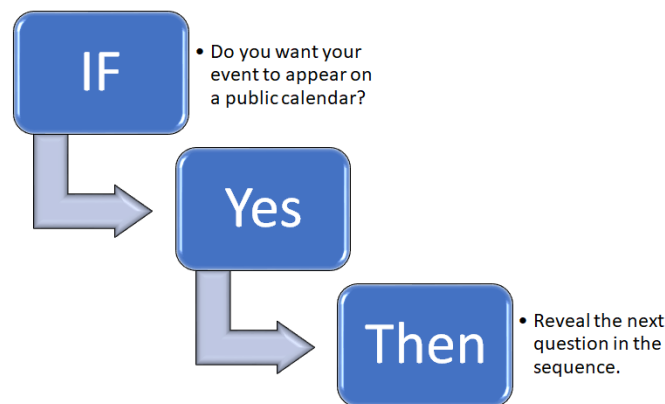 IF
• Do you want your
event to appear on
a public calendar?
Yes
Then
• Reveal the next
question in the
sequence.